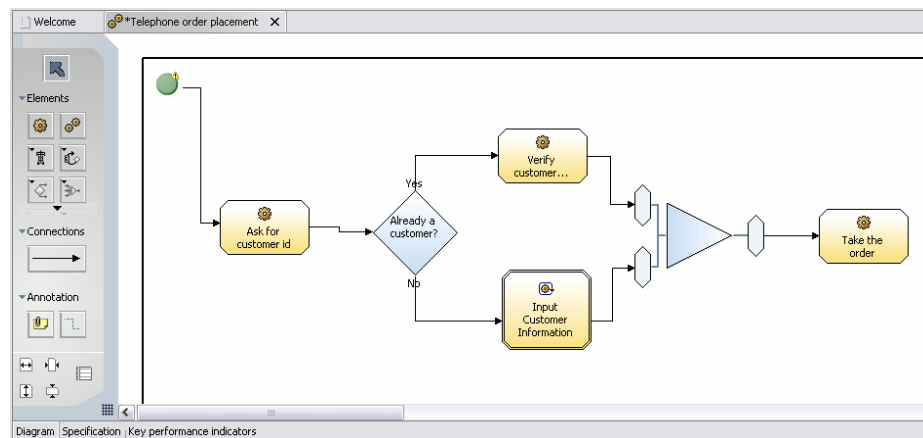 Welcome
*Telephone order placement
Elements
Connections
Annotation
Ask for
customer id
Already a
customer?
Yes
No
Verify
customer...
Input
Customer
Information
Take the
order
Diagram
Specification
Key performance indicators